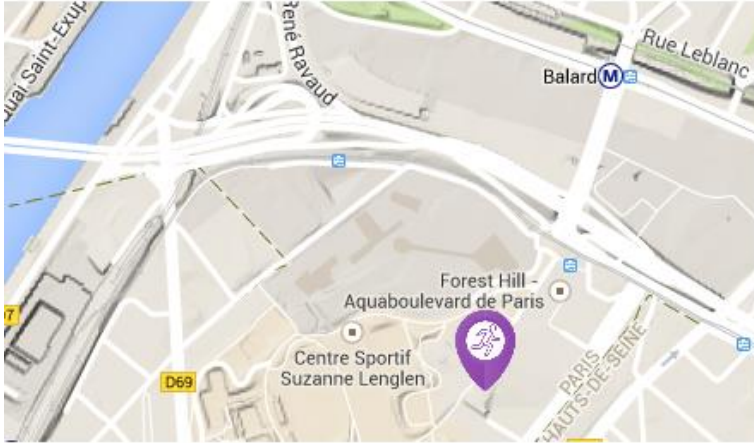 Quai Saint-Exup
René Ravaud
Rue Leblanc
Balard M
Forest Hill -
Aquaboulevard de Paris
Centre Sportif
Suzanne Lenglen
D69
PARIS
HAUTS-DE-SEINE